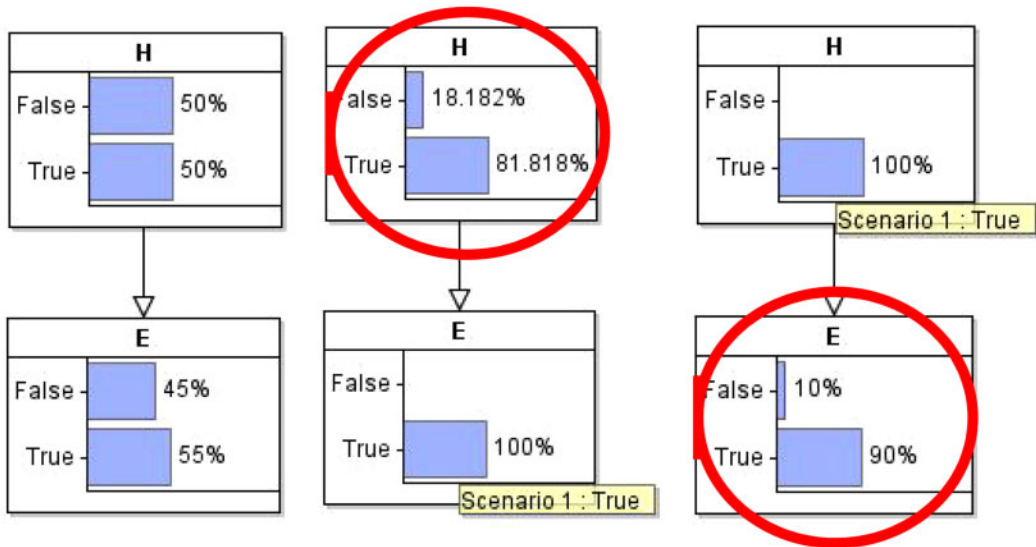 H
False
50%
True
50%
E
False
45%
True
55%
H
alse
18.182%
True
81.818%
E
False
True
100%
Scenario 1 : True
H
False
True
100%
Scenario 1 : True
E
False
10%
True
90%